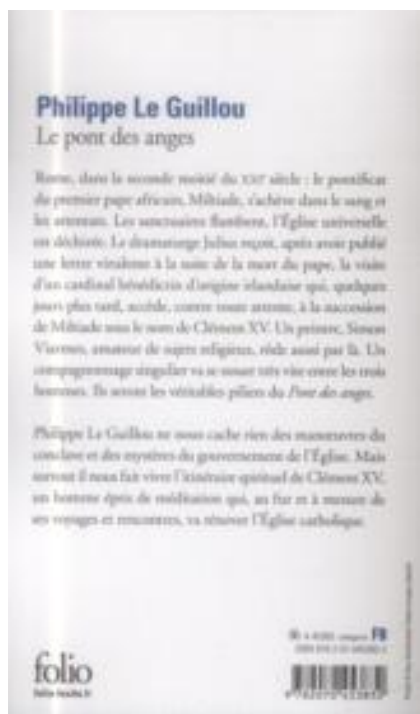 Philippe Le Guillou
Le pont des anges
Rome, dans la seconde moitié du XXIe siècle : le pontificat
du premier pape africain, Miltiade, s'achève dans le sang et
les attentats. Les sanctuaires flambent, l'Église universelle
est déchirée. Le dramaturge Julius reçoit, après avoir publié
une lettre virulente à la suite de la mort du pape, la visite
d'un cardinal bénédictin d'origine irlandaise qui, quelques
jours plus tard, accède, contre toute attente, à la succession
de Miltiade sous le nom de Clément XV. Un peintre, Simon
amateur de sujets religieux, rôde aussi par là. Un
compagnonnage singulier va se nouer très vite entre les trois
hommes. Ils seront les véritables piliers du Pont des anges.
Philippe Le Guillou ne nous cache rien des manœuvres du
conclave et des mystères du gouvernement de l'Église. Mais
surtout il nous fait vivre l'itinéraire spirituel de Clément XV,
un homme épris de méditation qui, au fur et à mesure de
ses voyages et rencontres, va rénover l'Église catholique.
F8
folio